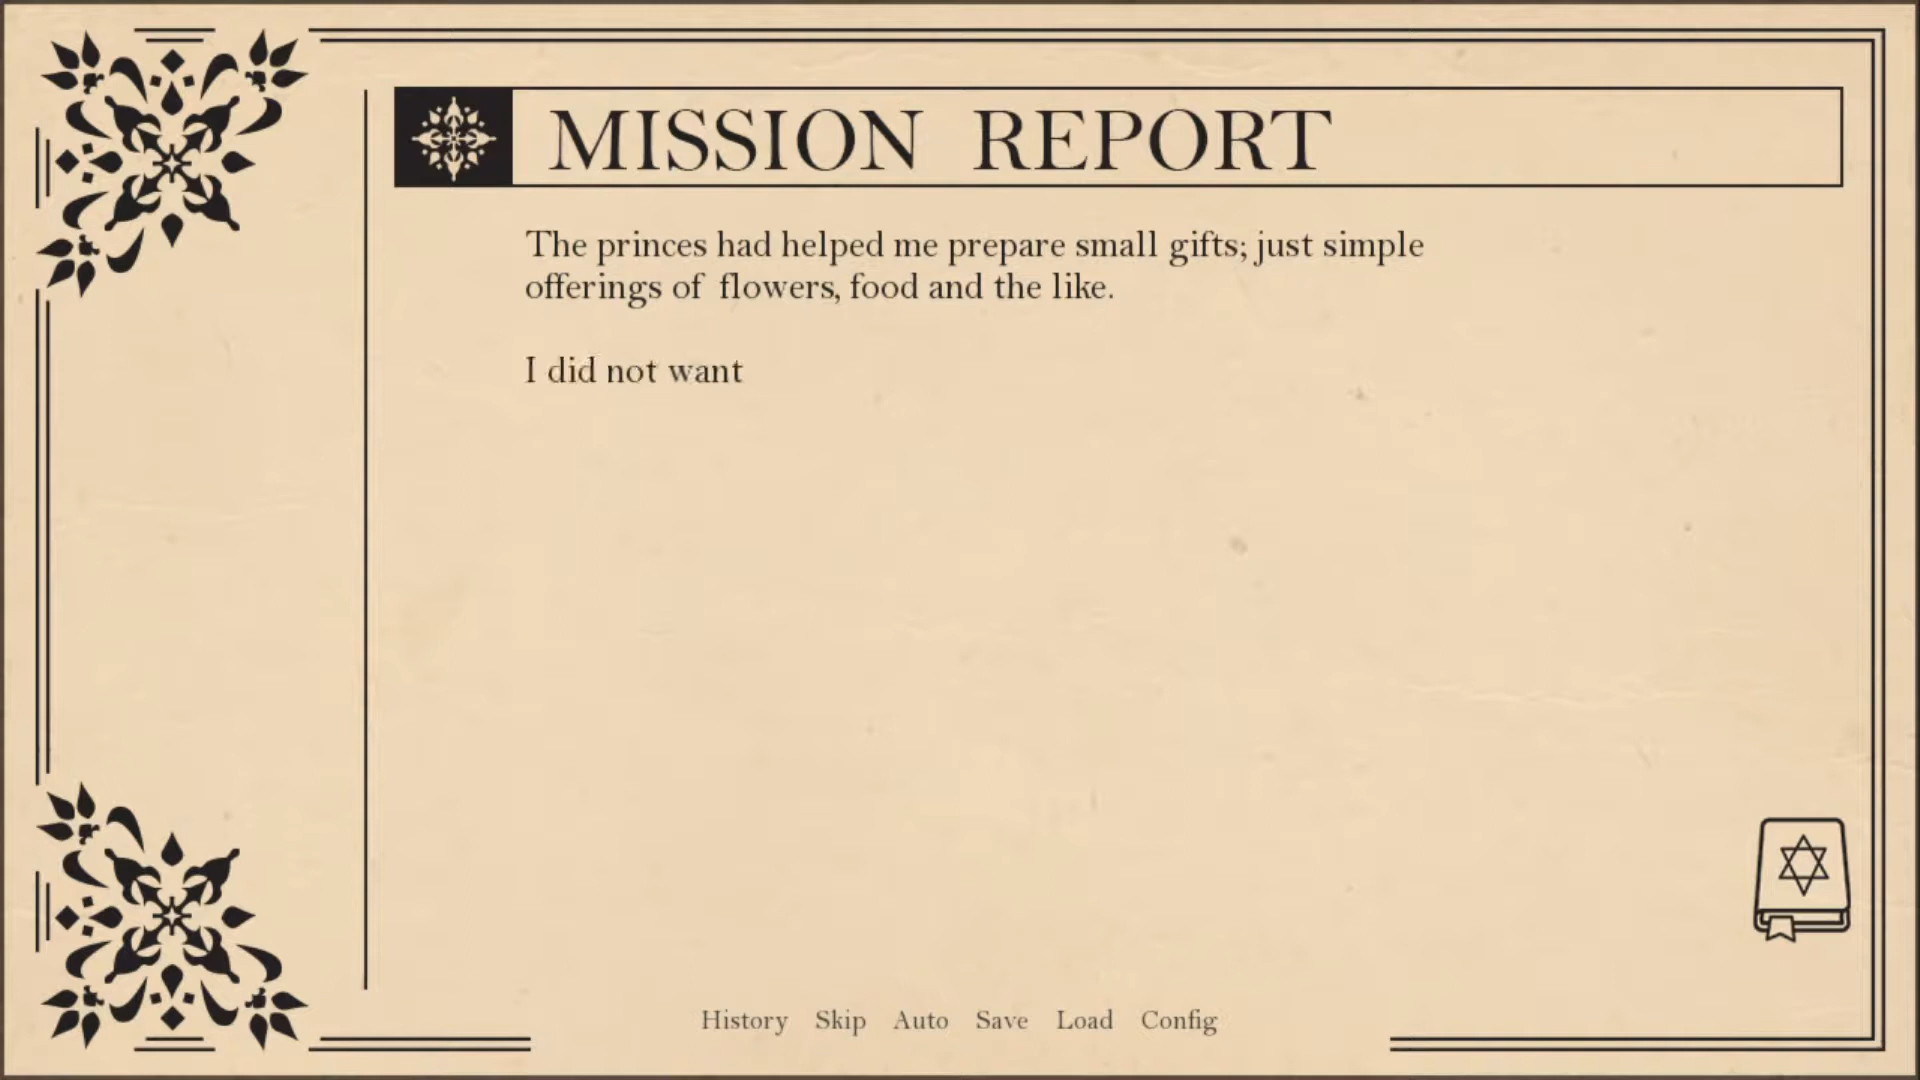 MISSION REPORT
The princes had helped me prepare small gifts; just simple
offerings of flowers, food and the like.
I did not want
History Skip Auto Save Load Config